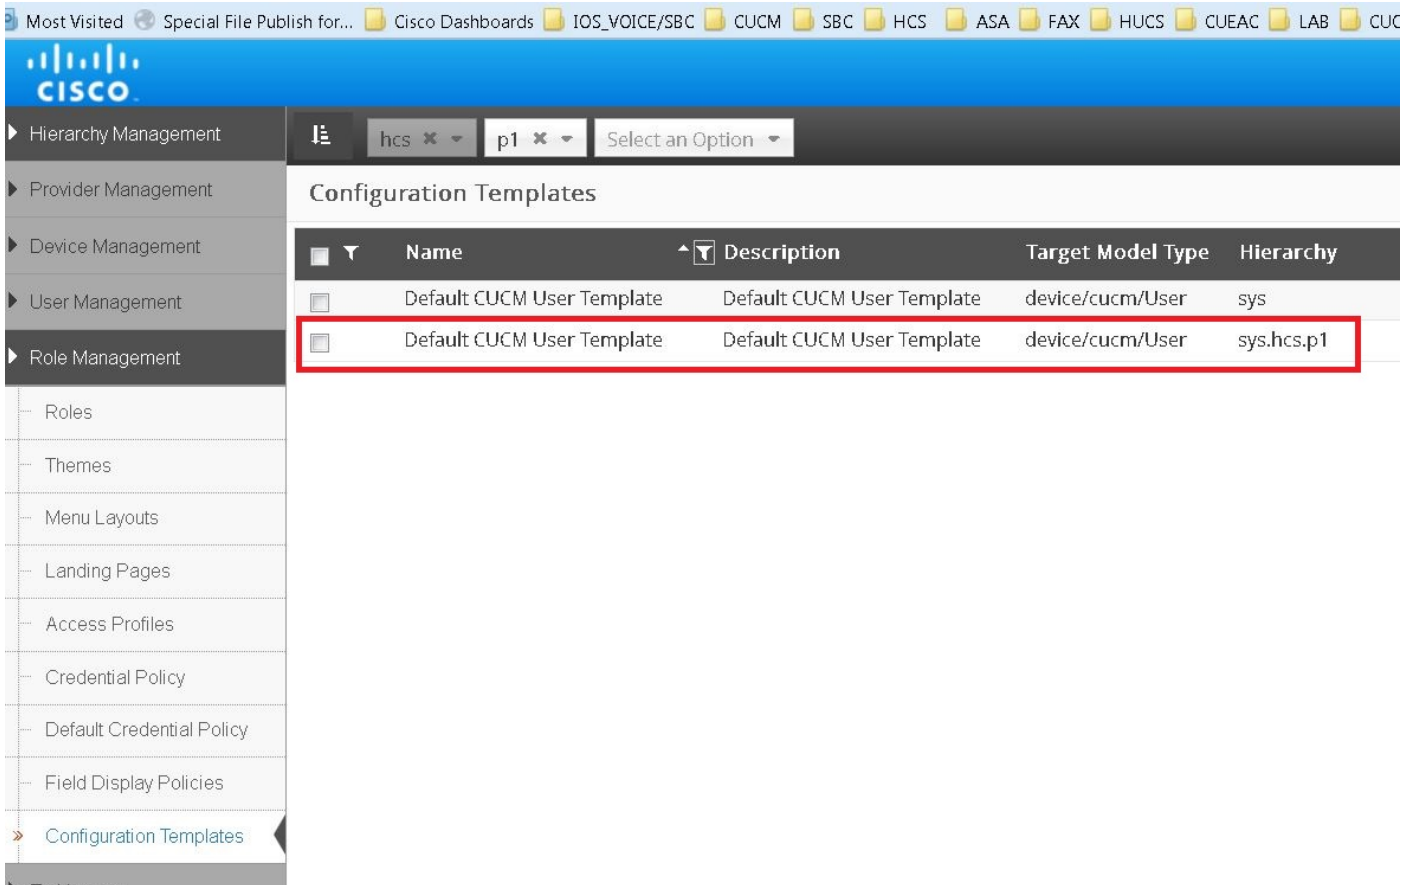 Most Visited Special File Publish for... Cisco Dashboards IOS_VOICE/SBC CUCM SBC HCS ASA FAX HUCS CUEAC LAB CUC
CISCO
Hierarchy Management
hcs p1 Select an Option
Provider Management
Configuration Templates
Device Management
Name Description Target Model Type Hierarchy
User Management
Default CUCM User Template Default CUCM User Template device/cucm/User sys
Default CUCM User Template Default CUCM User Template device/cucm/User sys.hcs.p1
Role Management
Roles
Themes
Menu Layouts
Landing Pages
Access Profiles
Credential Policy
Default Credential Policy
Field Display Policies
Configuration Templates